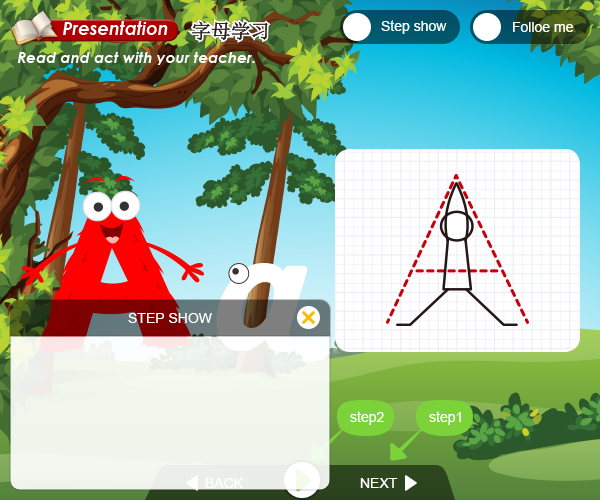 Presentation 字母学习
Read and act with your teacher.
Step show
Folloe me
A a
STEP SHOW
step2
step1
BACK
NEXT